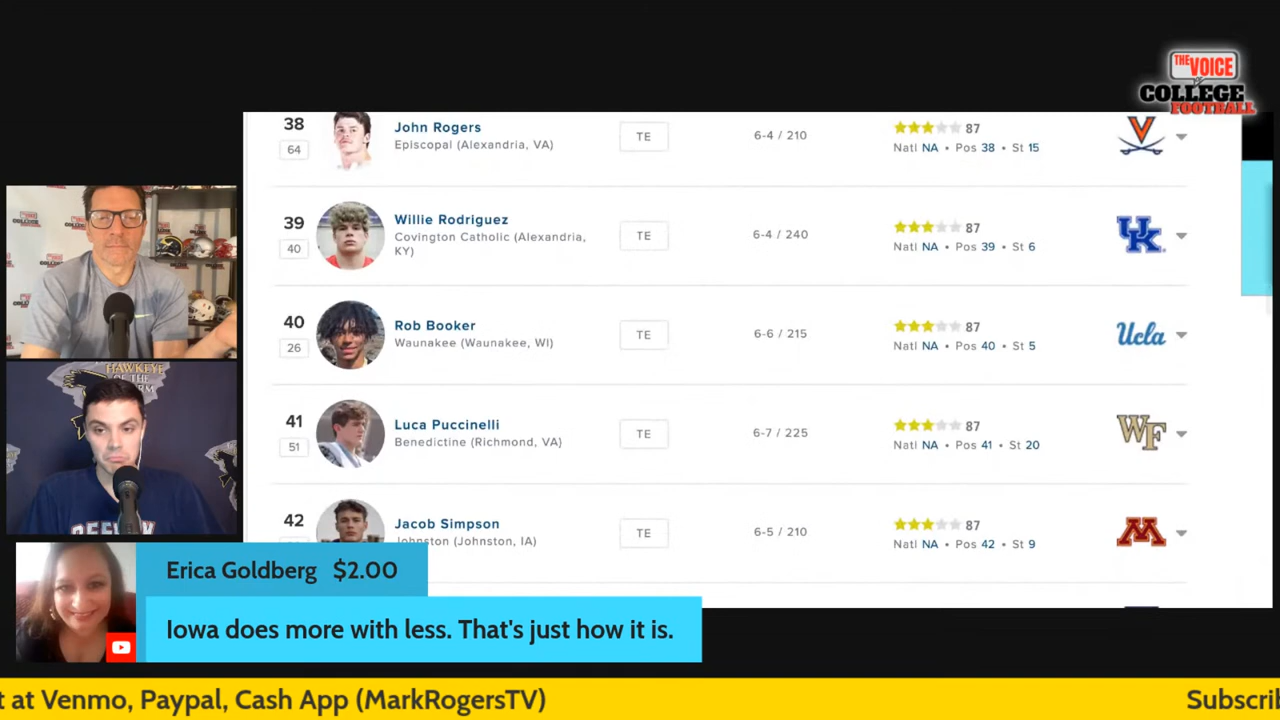 THE VOICE
OF
COLLEGE
FOOTBALL
38
64
John Rogers
Episcopal (Alexandria, VA)
TE
6-4 / 210
87
Natl NA • Pos 38 • St 15
39
40
Willie Rodriguez
Covington Catholic (Alexandria,
KY)
TE
6-4 / 240
87
Natl NA • Pos 39 • St 6
UK
40
26
Rob Booker
Waunakee (Waunakee, WI)
TE
6-6 / 215
87
Natl NA • Pos 40 • St 5
Ucla
41
51
Luca Puccinelli
Benedictine (Richmond, VA)
TE
6-7 / 225
87
Natl NA • Pos 41 • St 20
WF
42
Jacob Simpson
Johnston (Johnston, IA)
TE
6-5 / 210
87
Natl NA • Pos 42 • St 9
M
HAWKEYE
OF THE
Erica Goldberg $2.00
Iowa does more with less. That's just how it is.
t at Venmo, Paypal, Cash App (MarkRogersTV)
Subscrib